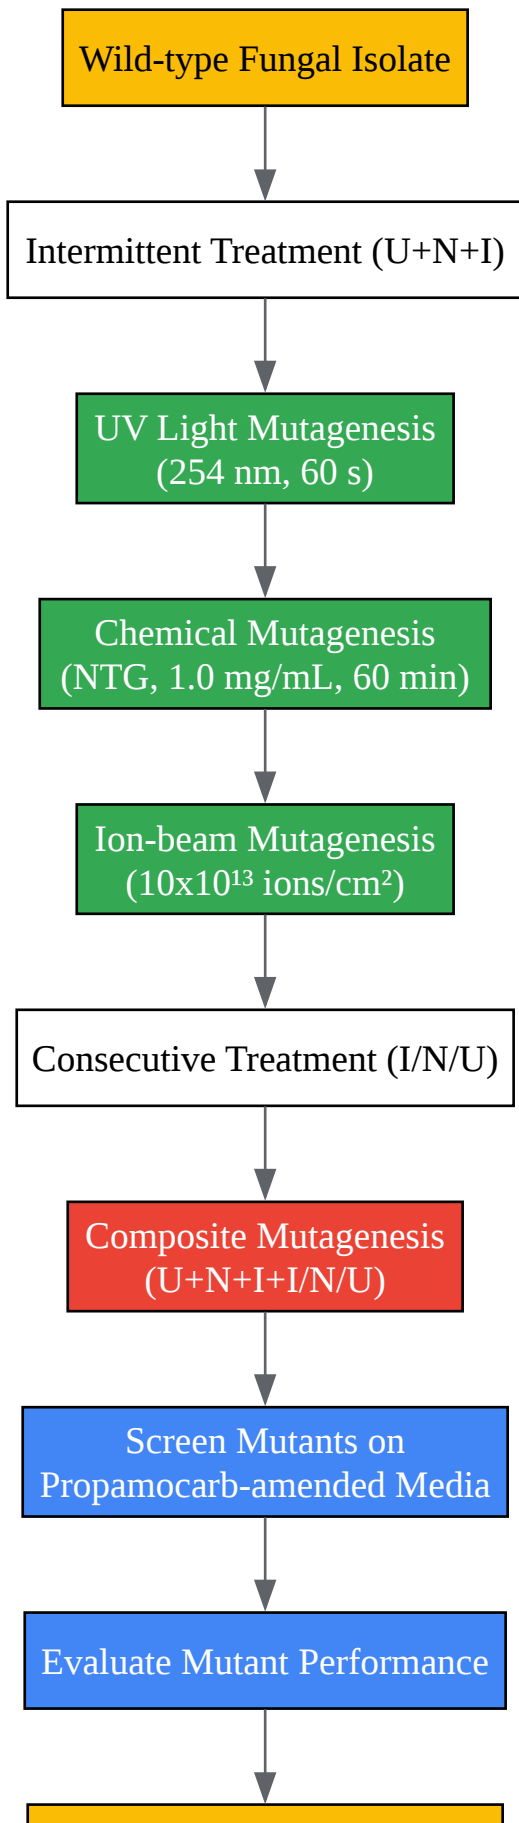 Wild-type Fungal Isolate
Intermittent Treatment (U+N+I)
UV Light Mutagenesis
(254 nm, 60 s)
Chemical Mutagenesis
(NTG, 1.0 mg/mL, 60 min)
Ion-beam Mutagenesis
(10x10¹³ ions/cm²)
Consecutive Treatment (I/N/U)
Composite Mutagenesis
(U+N+I+I/N/U)
Screen Mutants on
Propamocarb-amended Media
Evaluate Mutant Performance